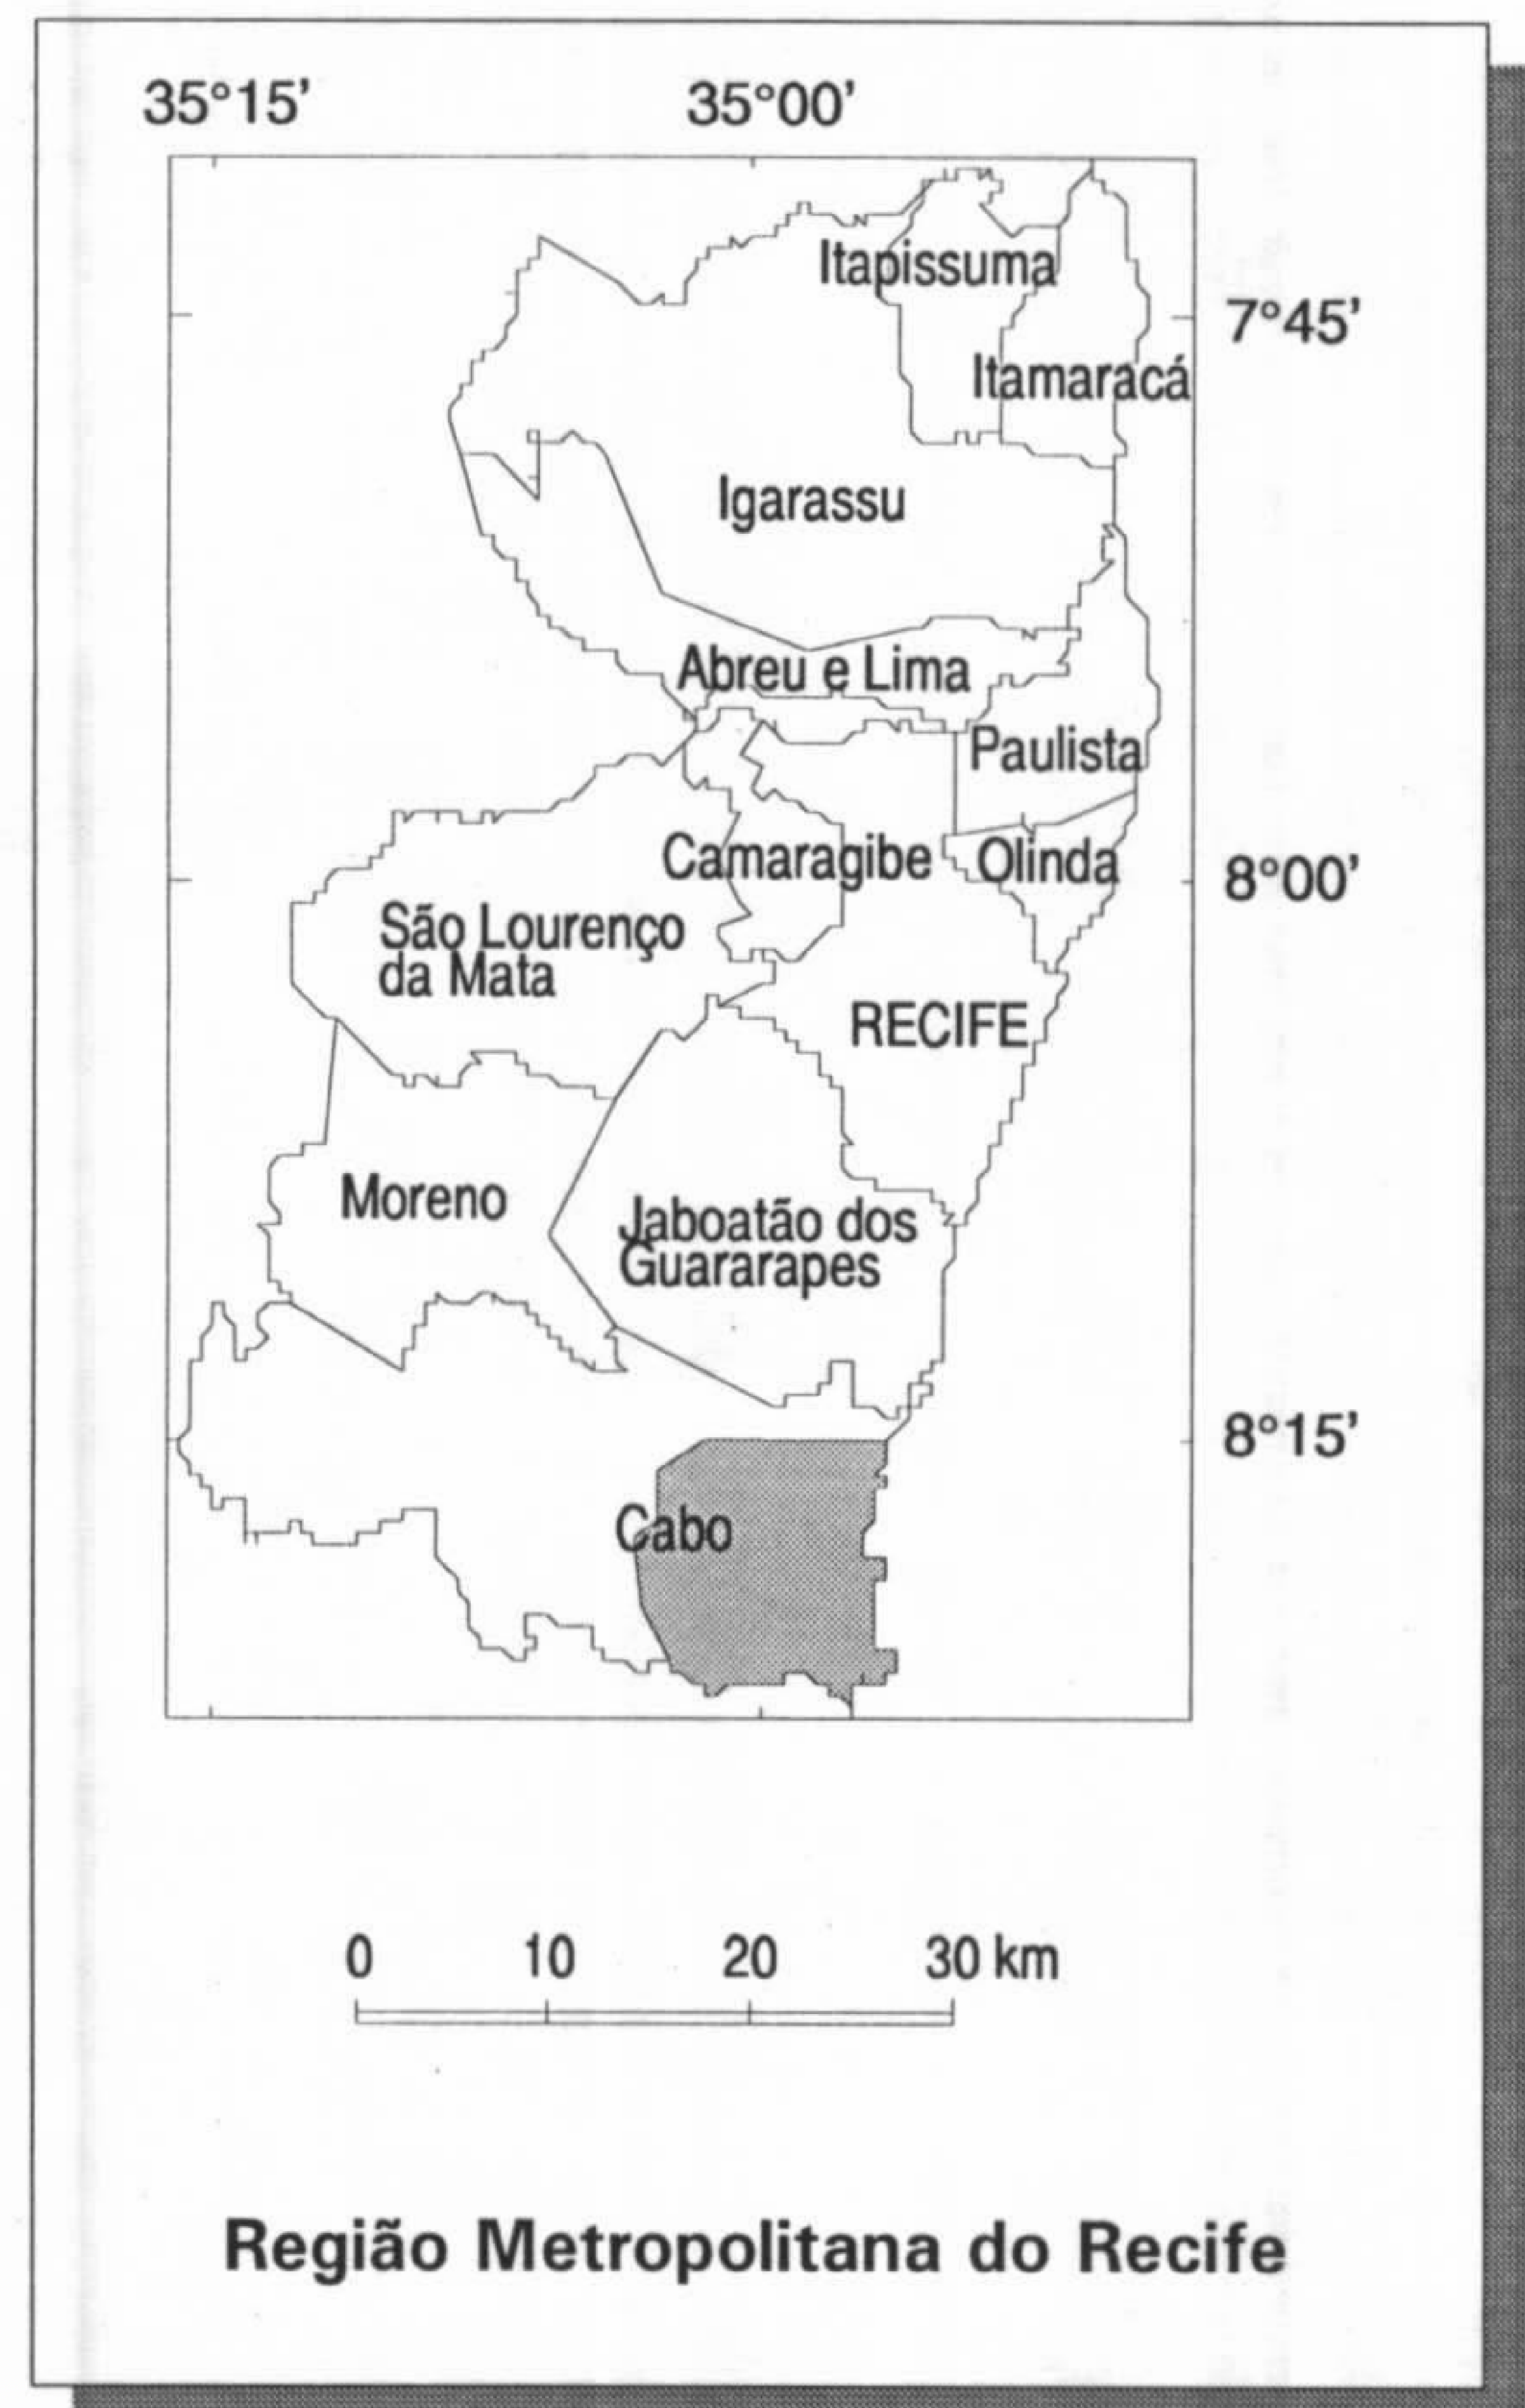 35°15' 35°00'
Itapissuma
7°45'
Itamaracá
Igarassu
Abreu e Lima
Paulista
Camaragibe
Olinda
8°00'
São Lourenço
da Mata
RECIFE
Moreno
Jaboatão dos
Guararapes
8°15'
Cabo
0 10 20 30 km
Região Metropolitana do Recife